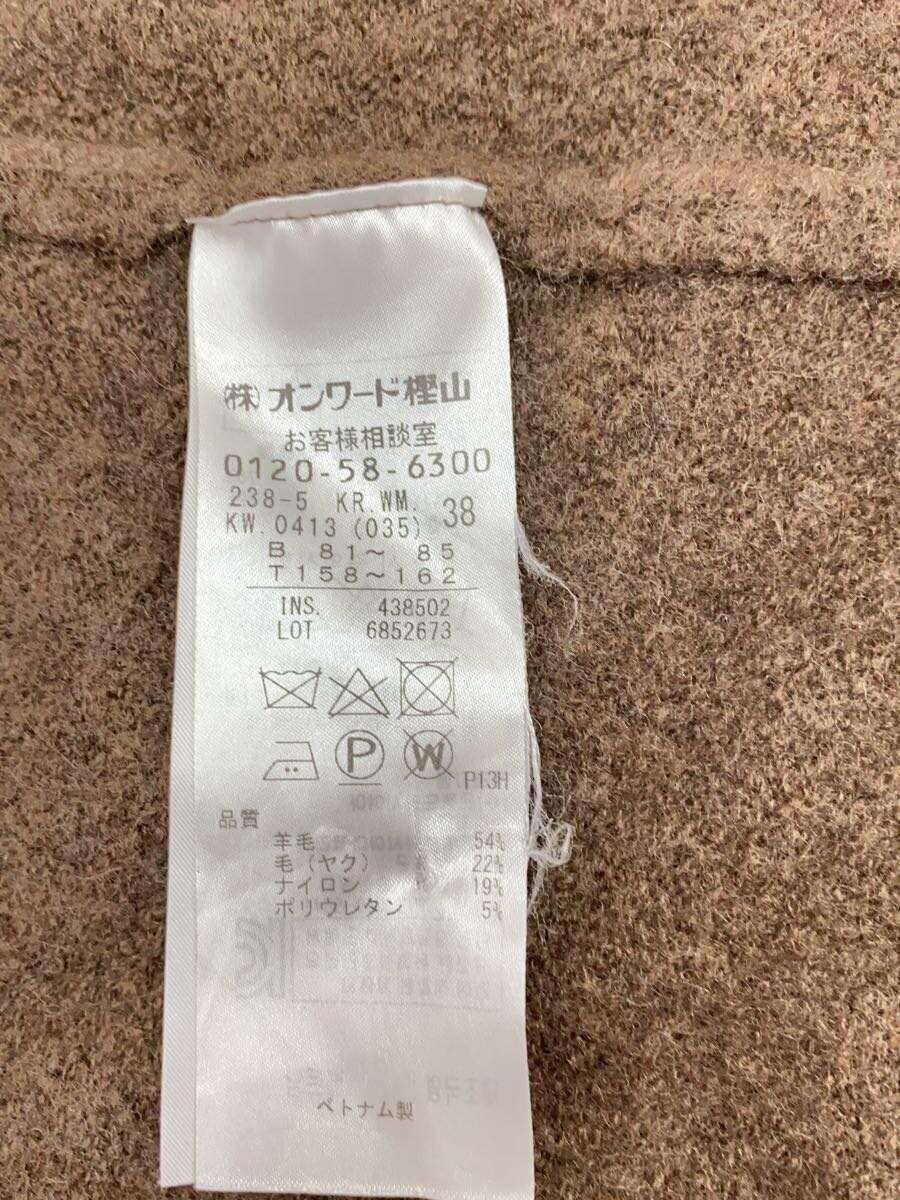 (株)オンワード樫山
お客様相談室
0120-58-6300
238-5 KR.WM. 38
KW.0413 (035)
B 81～ 85
T158～162
INS. 438502
LOT 6852673
P
W
P13H
品質
羊毛 54%
毛(ヤク) 22%
ナイロン 19%
ポリウレタン 5%
ベトナム製